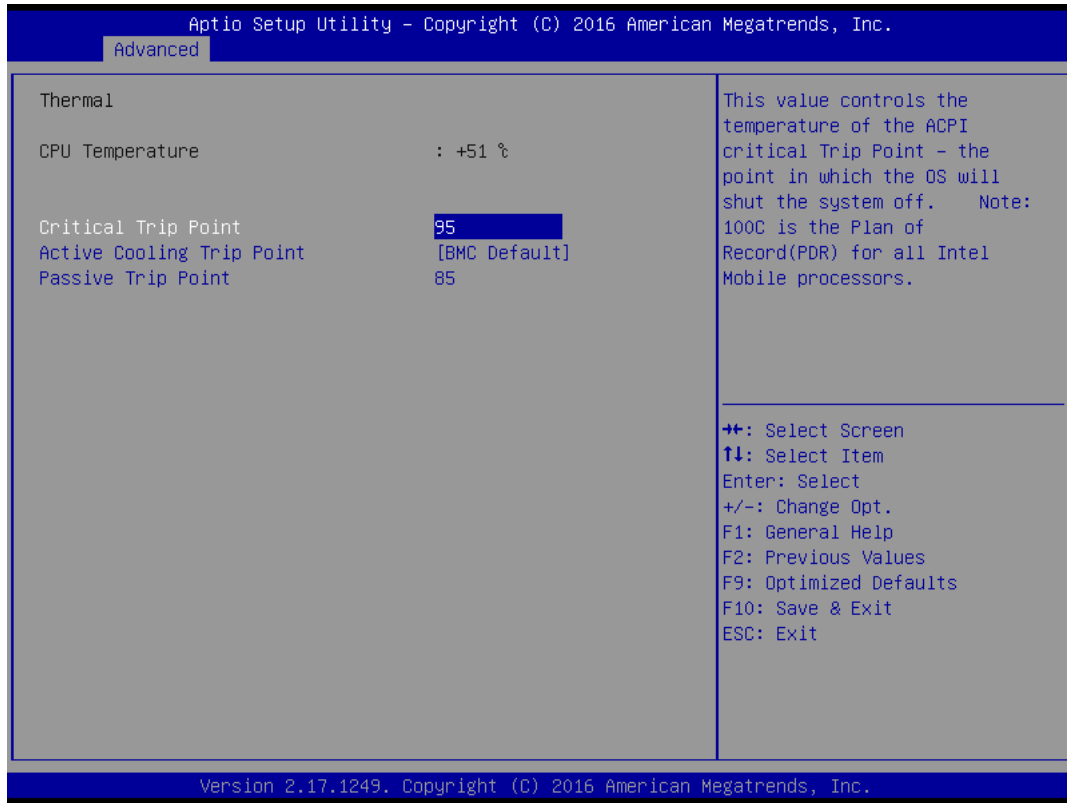 Aptio Setup Utility – Copyright (C) 2016 American Megatrends, Inc.
Advanced
Thermal
CPU Temperature : +51 ℃
Critical Trip Point 95
Active Cooling Trip Point [BMC Default]
Passive Trip Point 85
This value controls the
temperature of the ACPI
critical Trip Point – the
point in which the OS will
shut the system off. Note:
100C is the Plan of
Record(PDR) for all Intel
Mobile processors.
→←: Select Screen
↑↓: Select Item
Enter: Select
+/-: Change Opt.
F1: General Help
F2: Previous Values
F9: Optimized Defaults
F10: Save & Exit
ESC: Exit
Version 2.17.1249. Copyright (C) 2016 American Megatrends, Inc.